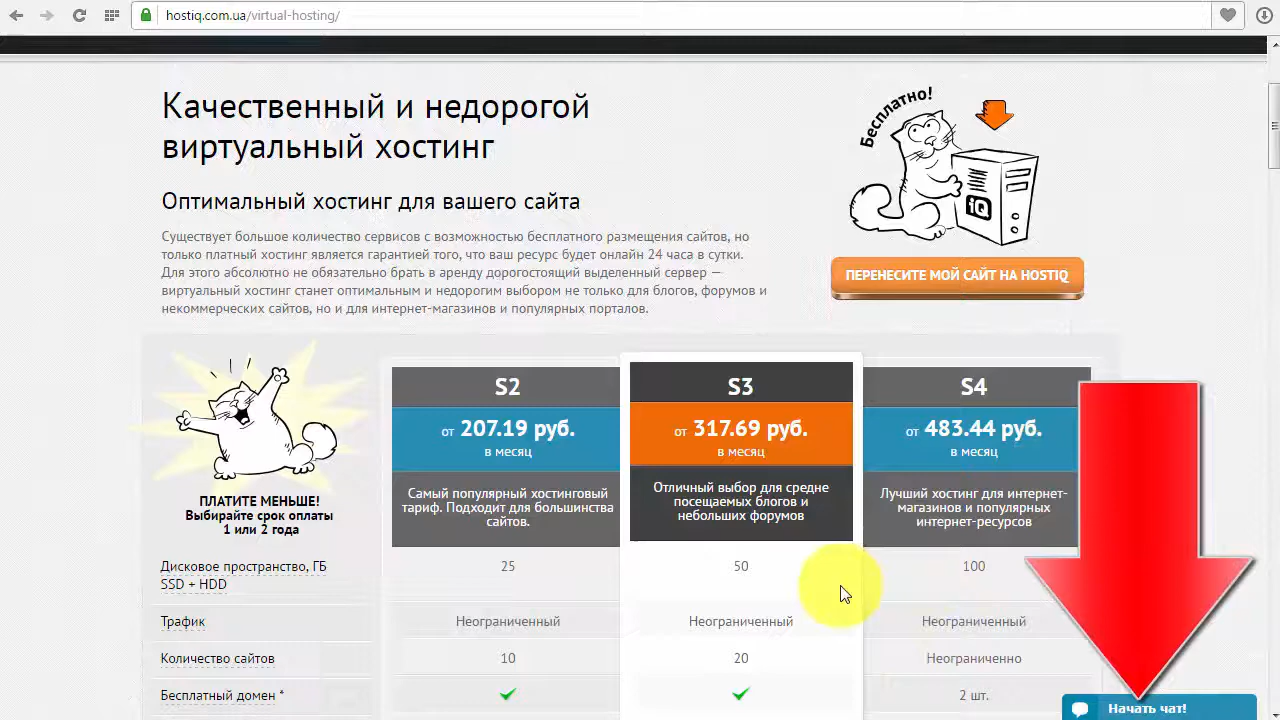 hostiq.com.ua/virtual-hosting/
Качественный и недорогой
виртуальный хостинг
Оптимальный хостинг для вашего сайта
Существует большое количество сервисов с возможностью бесплатного размещения сайтов, но
только платный хостинг является гарантией того, что ваш ресурс будет онлайн 24 часа в сутки.
Для этого абсолютно не обязательно брать в аренду дорогостоящий выделенный сервер —
виртуальный хостинг станет оптимальным и недорогим выбором не только для блогов, форумов и
некоммерческих сайтов, но и для интернет-магазинов и популярных порталов.
Бесплатно!
iQ
ПЕРЕНЕСИТЕ МОЙ САЙТ НА HOSTIQ
ПЛАТИТЕ МЕНЬШЕ!
Выбирайте срок оплаты
1 или 2 года
S2
от 207.19 руб.
в месяц
Самый популярный хостинговый
тариф. Подходит для большинства
сайтов.
S3
от 317.69 руб.
в месяц
Отличный выбор для средне
посещаемых блогов и
небольших форумов
S4
от 483.44 руб.
в месяц
Лучший хостинг для интернет-
магазинов и популярных
интернет-ресурсов
Дисковое пространство, ГБ
SSD + HDD
25
50
100
Трафик
Неограниченный
Неограниченный
Неограниченный
Количество сайтов
10
20
Неограниченно
Бесплатный домен *
2 шт.
Начать чат!